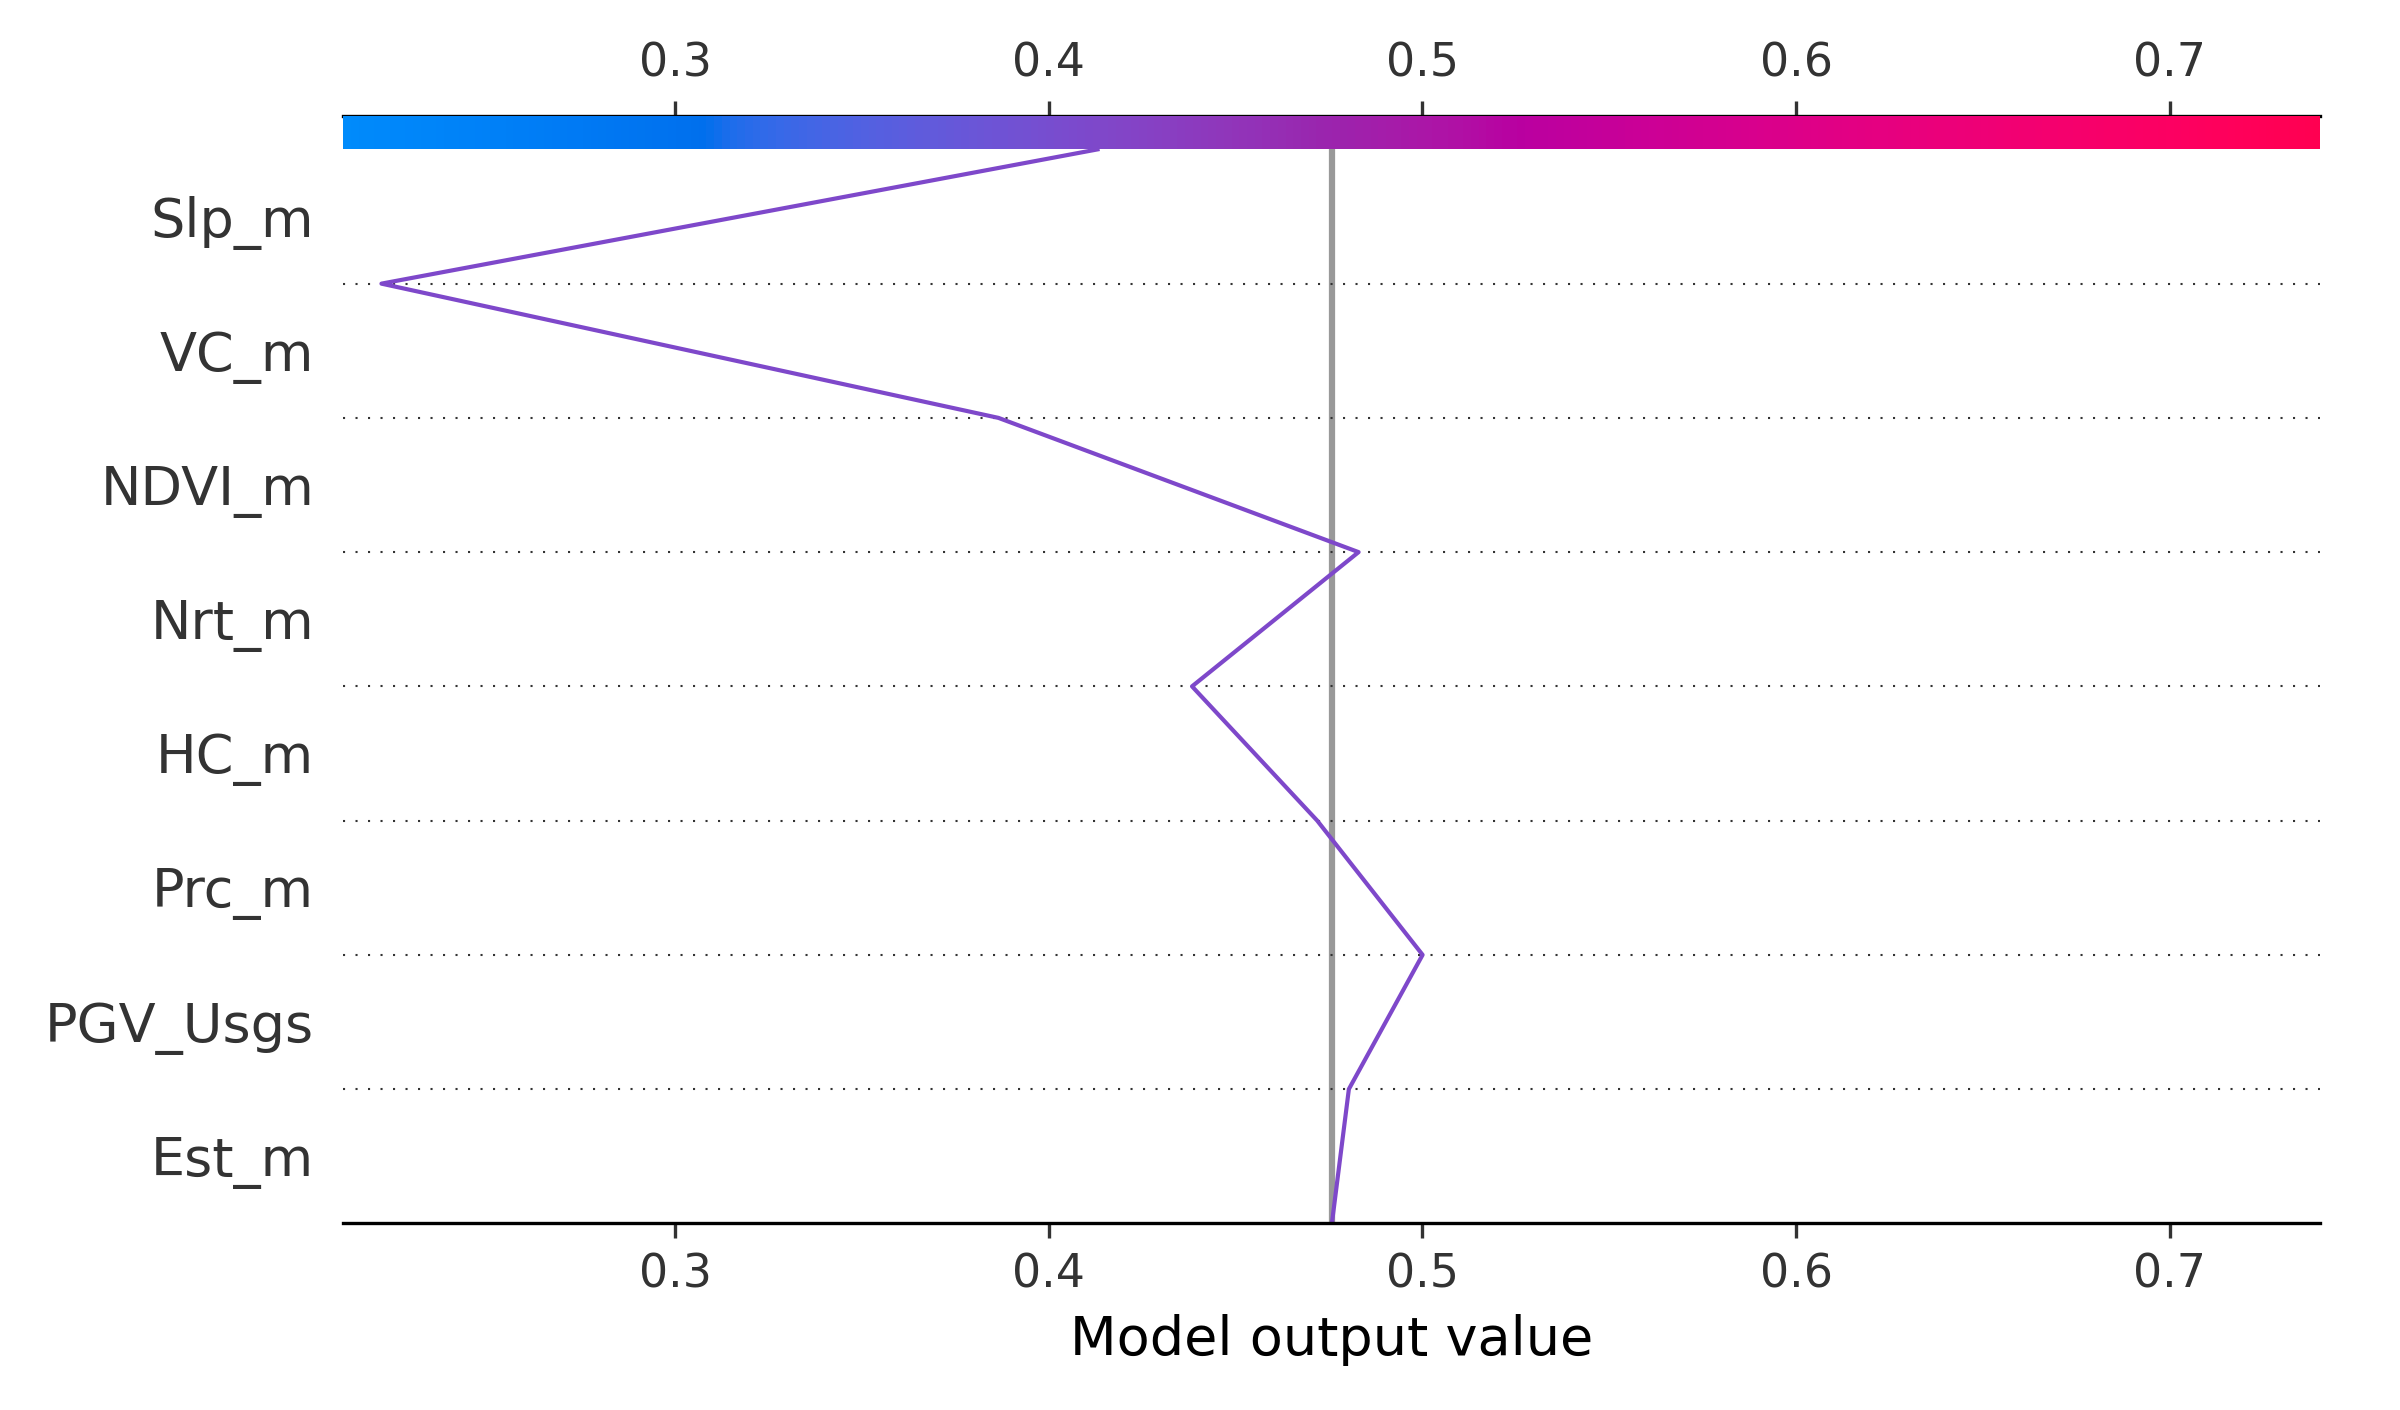 0.3 0.4 0.5 0.6 0.7
Slp_m
VC_m
NDVI_m
Nrt_m
HC_m
Prc_m
PGV_Usgs
Est_m
0.3 0.4 0.5 0.6 0.7
Model output value